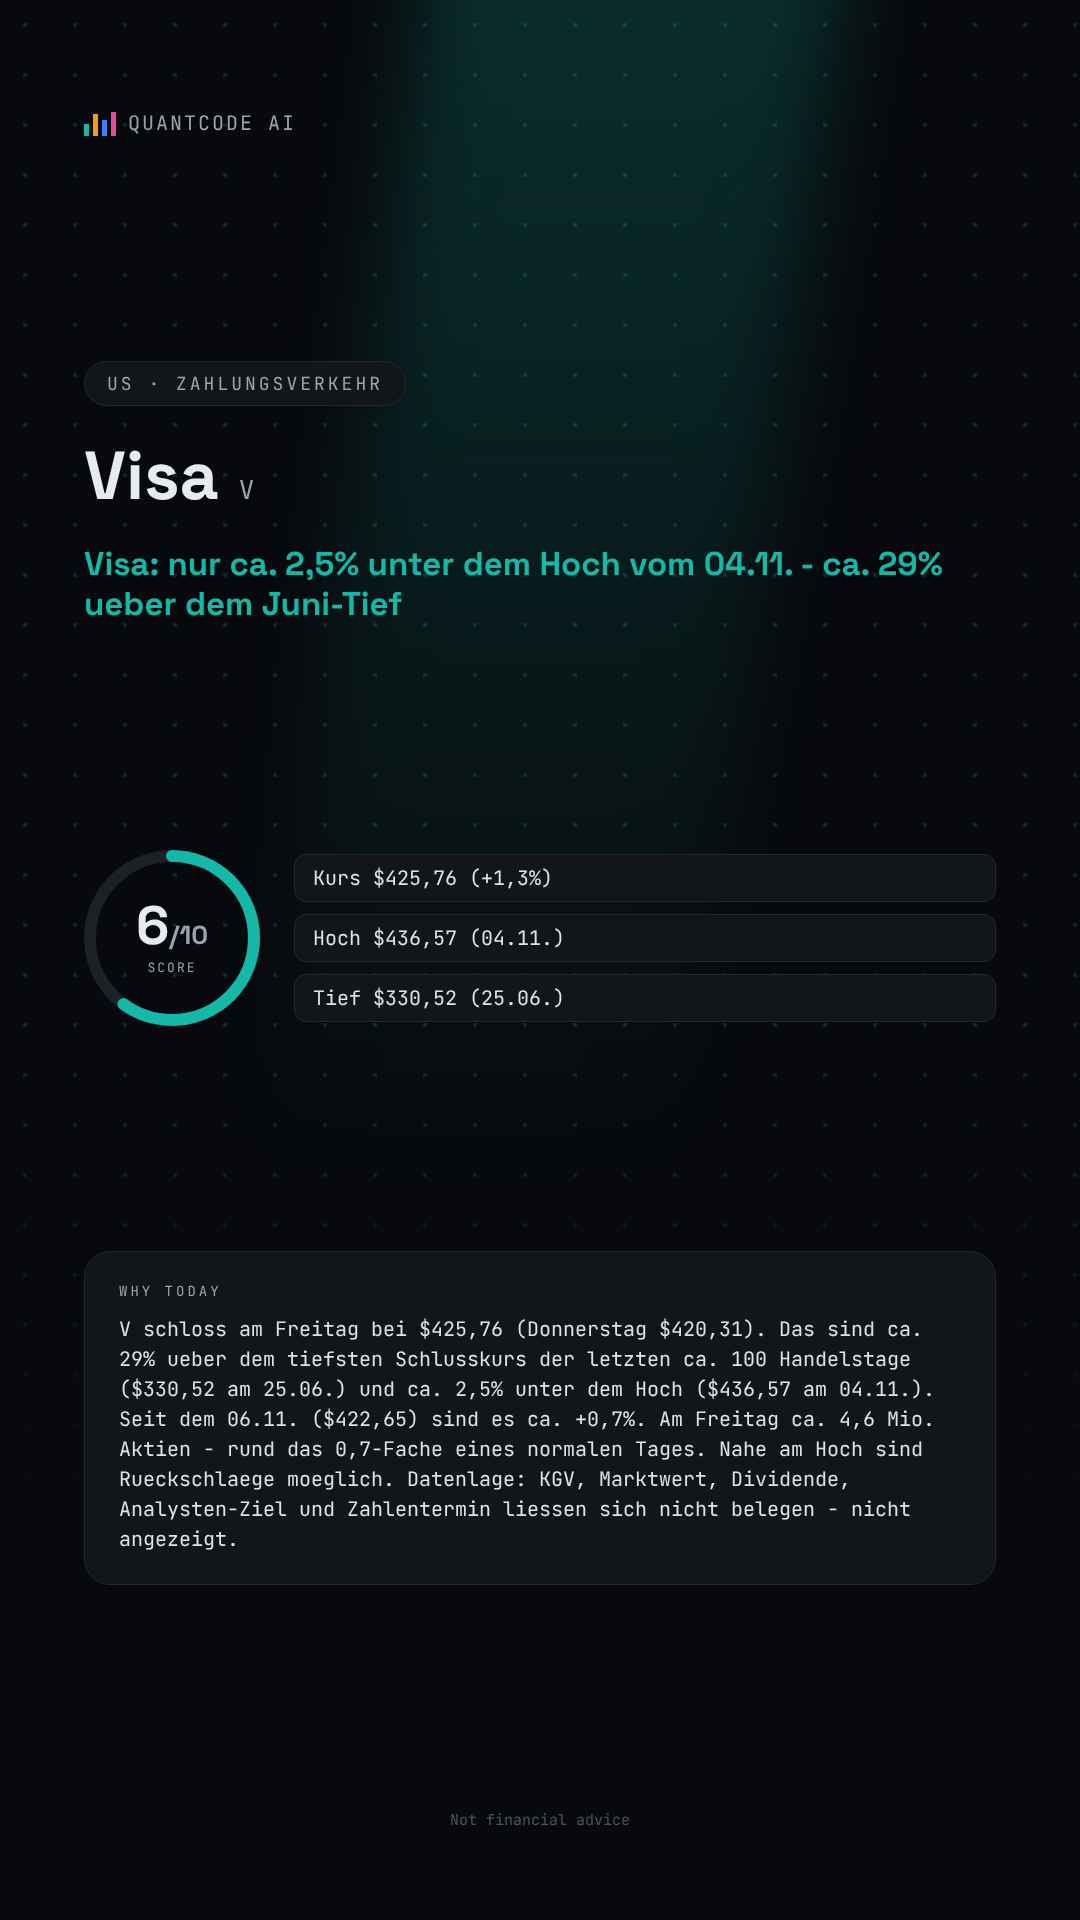 QUANTCODE AI
US · ZAHLUNGSVERKEHR
Visa V
Visa: nur ca. 2,5% unter dem Hoch vom 04.11. - ca. 29%
ueber dem Juni-Tief
6/10
SCORE
Kurs $425,76 (+1,3%)
Hoch $436,57 (04.11.)
Tief $330,52 (25.06.)
WHY TODAY
V schloss am Freitag bei $425,76 (Donnerstag $420,31). Das sind ca.
29% ueber dem tiefsten Schlusskurs der letzten ca. 100 Handelstage
($330,52 am 25.06.) und ca. 2,5% unter dem Hoch ($436,57 am 04.11.).
Seit dem 06.11. ($422,65) sind es ca. +0,7%. Am Freitag ca. 4,6 Mio.
Aktien - rund das 0,7-Fache eines normalen Tages. Nahe am Hoch sind
Rueckschlaege moeglich. Datenlage: KGV, Marktwert, Dividende,
Analysten-Ziel und Zahlentermin liessen sich nicht belegen - nicht
angezeigt.
Not financial advice